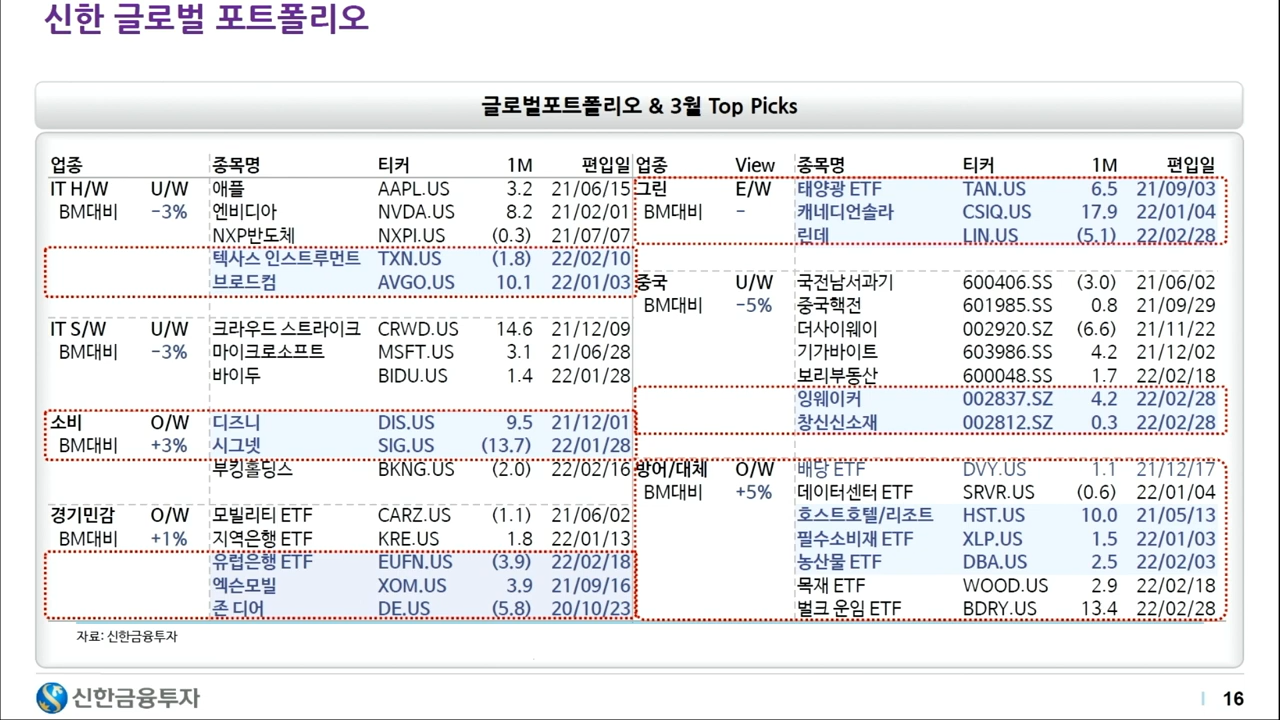 신한 글로벌 포트폴리오
글로벌포트폴리오 & 3월 Top Picks
업종 종목명 티커 1M 편입일
IT H/W U/W 애플 AAPL.US 3.2 21/06/15
BM대비 -3% 엔비디아 NVDA.US 8.2 21/02/01
NXP반도체 NXPI.US (0.3) 21/07/07
텍사스 인스트루먼트 TXN.US (1.8) 22/02/10
브로드컴 AVGO.US 10.1 22/01/03
IT S/W U/W 크라우드 스트라이크 CRWD.US 14.6 21/12/09
BM대비 -3% 마이크로소프트 MSFT.US 3.1 21/06/28
바이두 BIDU.US 1.4 22/01/28
소비 O/W 디즈니 DIS.US 9.5 21/12/01
BM대비 +3% 시그넷 SIG.US (13.7) 22/01/28
부킹홀딩스 BKNG.US (2.0) 22/02/16
경기민감 O/W 모빌리티 ETF CARZ.US (1.1) 21/06/02
BM대비 +1% 지역은행 ETF KRE.US 1.8 22/01/13
유럽은행 ETF EUFN.US (3.9) 22/02/18
엑슨모빌 XOM.US 3.9 21/09/16
존 디어 DE.US (5.8) 20/10/23
업종 View 종목명 티커 1M 편입일
그린 E/W 태양광 ETF TAN.US 6.5 21/09/03
BM대비 - 캐네디언솔라 CSIQ.US 17.9 22/01/04
린데 LIN.US (5.1) 22/02/28
중국 U/W 국전남서과기 600406.SS (3.0) 21/06/02
BM대비 -5% 중국핵전 601985.SS 0.8 21/09/29
더사이웨이 002920.SZ (6.6) 21/11/22
기가바이트 603986.SS 4.2 21/12/02
보리부동산 600048.SS 1.7 22/02/18
잉웨이커 002837.SZ 4.2 22/02/28
창신신소재 002812.SZ 0.3 22/02/28
방어/대체 O/W 배당 ETF DVY.US 1.1 21/12/17
BM대비 +5% 데이터센터 ETF SRVR.US (0.6) 22/01/04
호스트호텔/리조트 HST.US 10.0 21/05/13
필수소비재 ETF XLP.US 1.5 22/01/03
농산물 ETF DBA.US 2.5 22/02/03
목재 ETF WOOD.US 2.9 22/02/18
벌크 운임 ETF BDRY.US 13.4 22/02/28
자료: 신한금융투자
신한금융투자
16